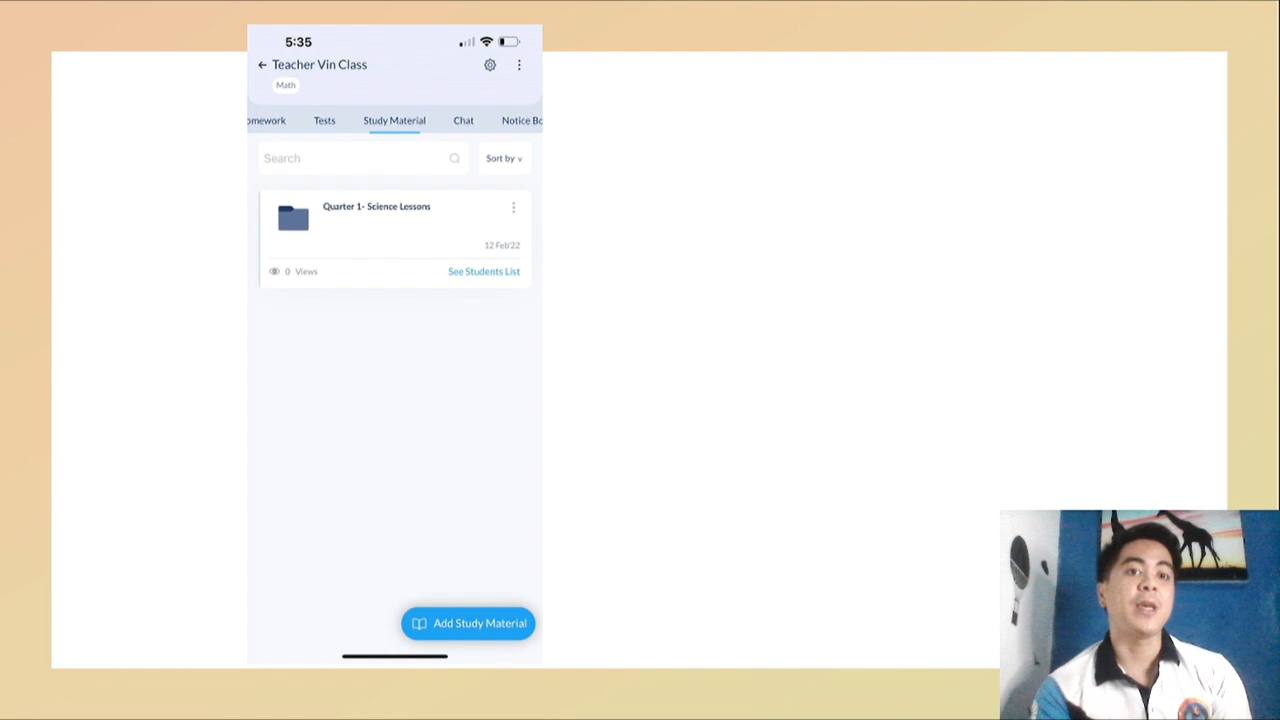 5:35
Teacher Vin Class
Math
omework Tests Study Material Chat Notice Bo
Search Sort by
Quarter 1- Science Lessons
12 Feb'22
0 Views See Students List
Add Study Material